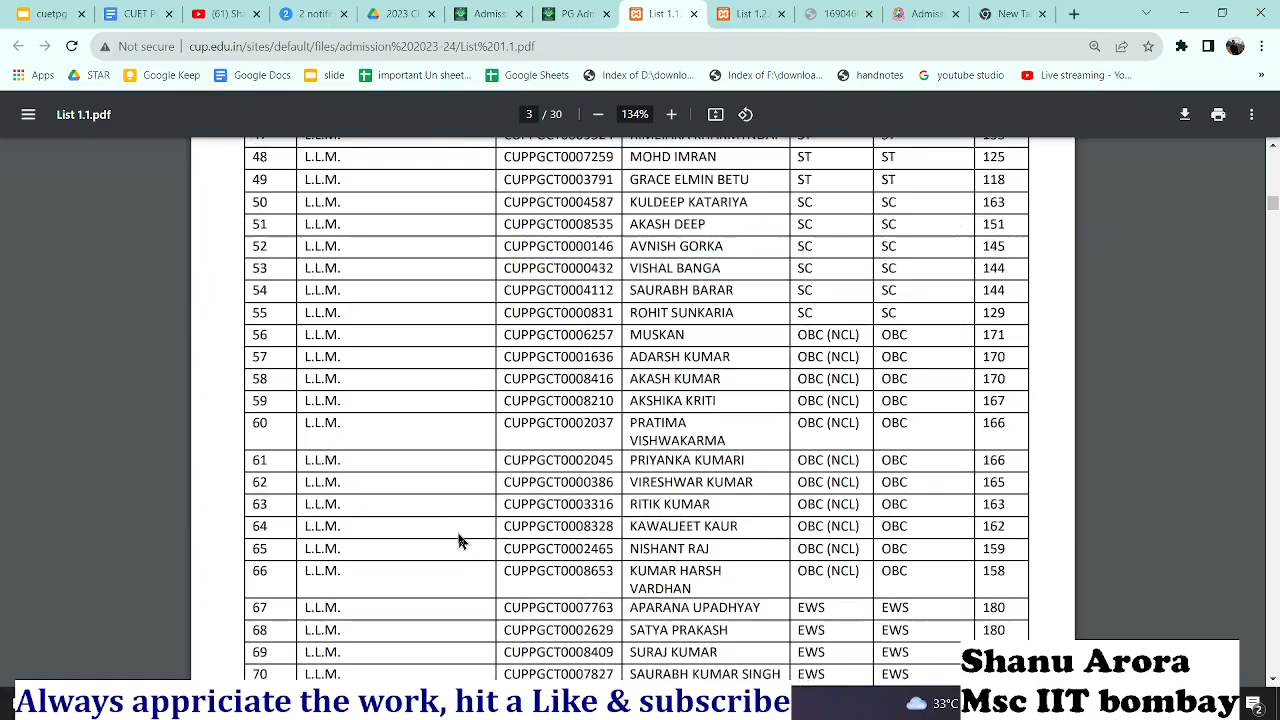 cuetpg CUET P (61) Sha 2 notific 2023 Cl Admis: PG Adm List 1.1. List 1.2. 169046 Admiss New Tab
Not secure | cup.edu.in/sites/default/files/admission%202023-24/List%201.1.pdf
Apps STAR Google Keep Google Docs slide important Un sheet... Google Sheets Index of D:\downlo... Index of F:/downloa... handnotes youtube studio Live streaming - Yo... »
List 1.1.pdf 3 / 30 134%
48 L.L.M. CUPPGCT0007259 MOHD IMRAN ST ST 125
49 L.L.M. CUPPGCT0003791 GRACE ELMIN BETU ST ST 118
50 L.L.M. CUPPGCT0004587 KULDEEP KATARIYA SC SC 163
51 L.L.M. CUPPGCT0008535 AKASH DEEP SC SC 151
52 L.L.M. CUPPGCT0000146 AVNISH GORKA SC SC 145
53 L.L.M. CUPPGCT0000432 VISHAL BANGA SC SC 144
54 L.L.M. CUPPGCT0004112 SAURABH BARAR SC SC 144
55 L.L.M. CUPPGCT0000831 ROHIT SUNKARIA SC SC 129
56 L.L.M. CUPPGCT0006257 MUSKAN OBC (NCL) OBC 171
57 L.L.M. CUPPGCT0001636 ADARSH KUMAR OBC (NCL) OBC 170
58 L.L.M. CUPPGCT0008416 AKASH KUMAR OBC (NCL) OBC 170
59 L.L.M. CUPPGCT0008210 AKSHIKA KRITI OBC (NCL) OBC 167
60 L.L.M. CUPPGCT0002037 PRATIMA OBC (NCL) OBC 166
VISHWAKARMA
61 L.L.M. CUPPGCT0002045 PRIYANKA KUMARI OBC (NCL) OBC 166
62 L.L.M. CUPPGCT0000386 VIRESHWAR KUMAR OBC (NCL) OBC 165
63 L.L.M. CUPPGCT0003316 RITIK KUMAR OBC (NCL) OBC 163
64 L.L.M. CUPPGCT0008328 KAWALJEET KAUR OBC (NCL) OBC 162
65 L.L.M. CUPPGCT0002465 NISHANT RAJ OBC (NCL) OBC 159
66 L.L.M. CUPPGCT0008653 KUMAR HARSH OBC (NCL) OBC 158
VARDHAN
67 L.L.M. CUPPGCT0007763 APARANA UPADHYAY EWS EWS 180
68 L.L.M. CUPPGCT0002629 SATYA PRAKASH EWS EWS 180
69 L.L.M. CUPPGCT0008409 SURAJ KUMAR EWS EWS
70 L.L.M. CUPPGCT0007827 SAURABH KUMAR SINGH EWS EWS
Shanu Arora
Msc IIT bombay
Always appriciate the work, hit a Like & subscribe
33°C